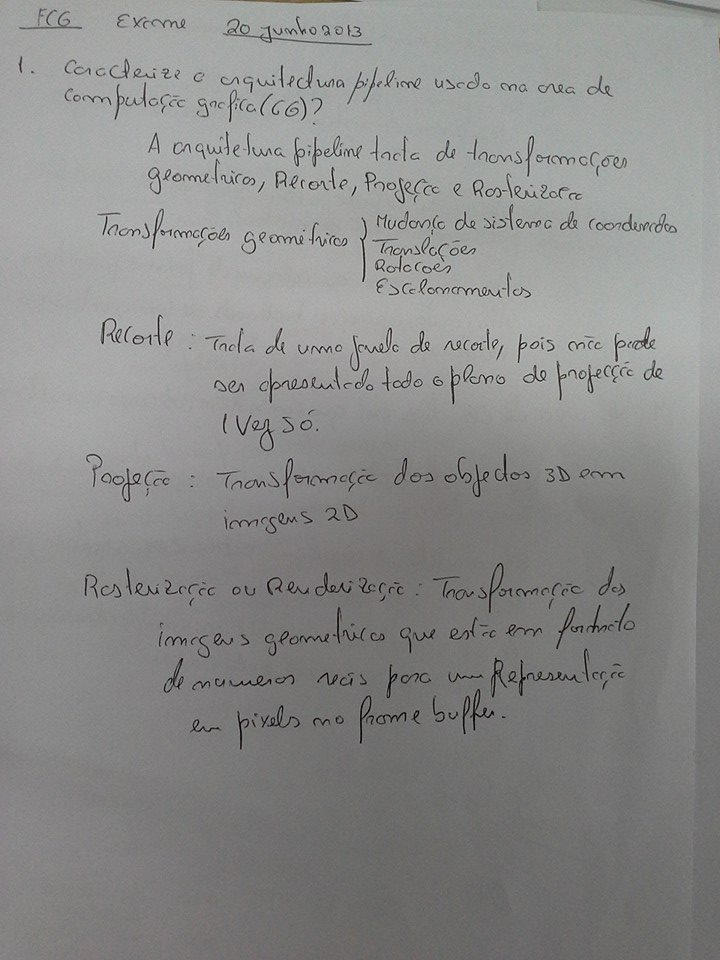 FCG Exame 20 Junho 2013
1. Caracterize a arquitectura pipeline usada na area de
computação grafica (CG)?
A arquitetura pipeline trata de transformações
geometricas, Recorte, Projeção e Rasterização
Transformações geométricas } Mudança de sistema de coordenadas
Translações
Rotações
Escalonamentos
Recorte : Trata de uma janela de recorte, pois não pode
ser apresentado todo o plano de projecção de
1 Vez só.
Projeção : Transformação dos objectos 3D em
imagens 2D
Rasterização ou Renderização : Transformação das
imagens geometricas que estão em formato
de numeros reais para um Representação
em pixels no frame buffer.